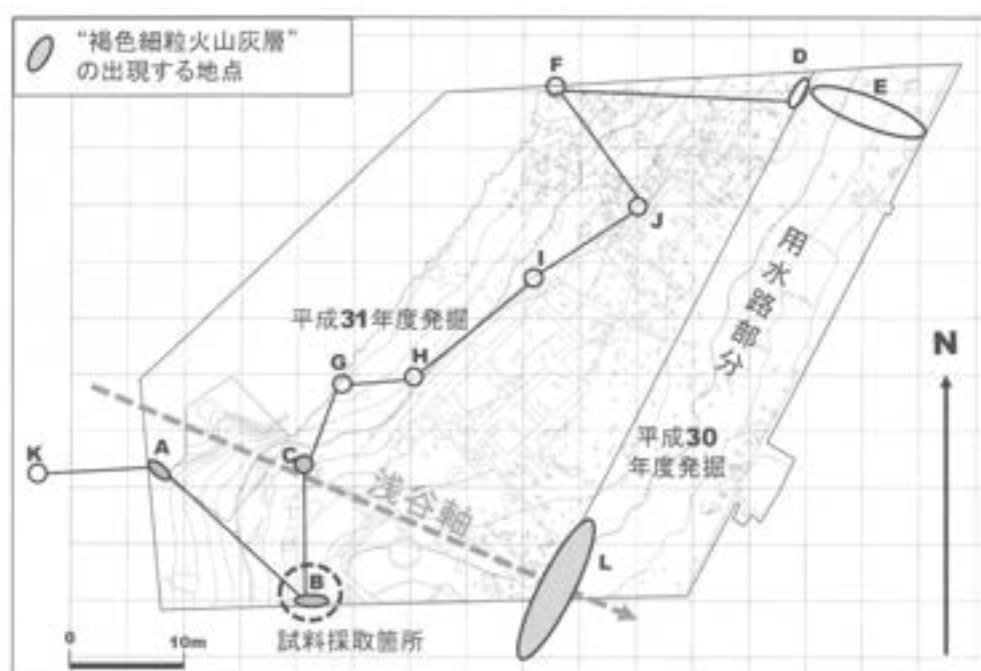 “褐色細粒火山灰層”
の出現する地点
F
D
E
J
用水路部分
I
平成31年度発掘
G
H
N
K
A
C
平成30
年度発掘
浅谷軸
L
B
試料採取箇所
0
10m